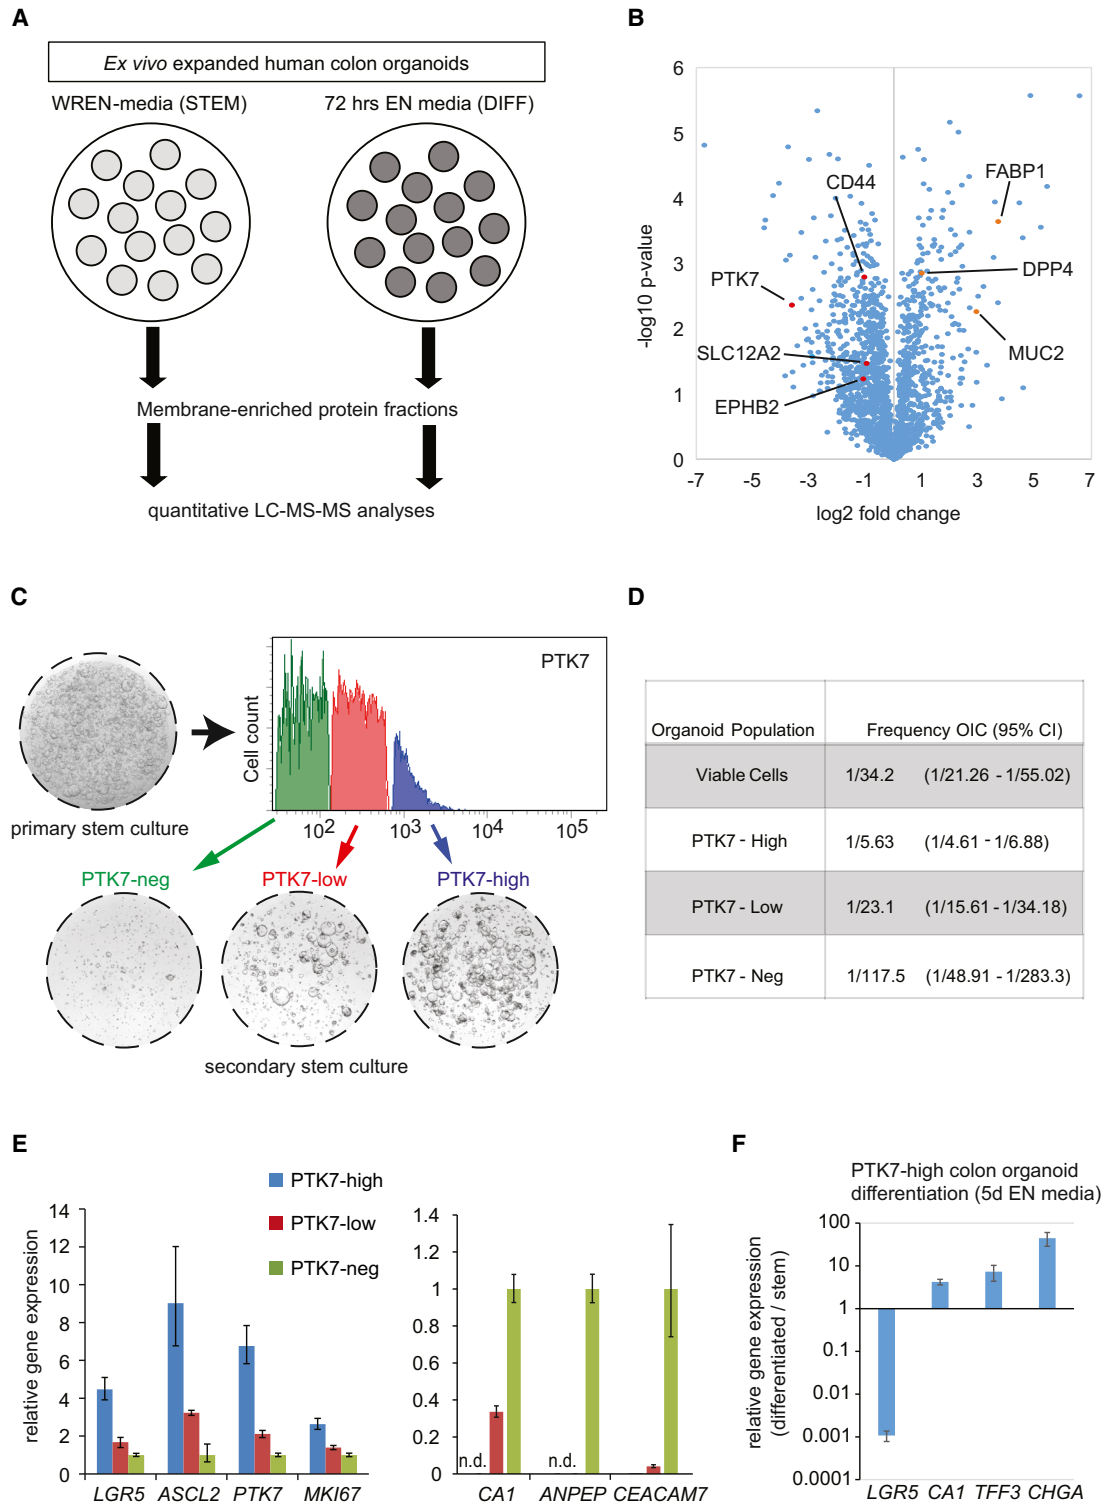 A
Ex vivo expanded human colon organoids
WREN-media (STEM)
72 hrs EN media (DIFF)
Membrane-enriched protein fractions
quantitative LC-MS-MS analyses
B
6
5
4
3
2
1
0
-log10 p-value
-7
-5
-3
-1
1
3
5
7
log2 fold change
CD44
FABP1
PTK7
DPP4
SLC12A2
MUC2
EPHB2
C
primary stem culture
Cell count
PTK7
10^2
10^3
10^4
10^5
PTK7-neg
PTK7-low
PTK7-high
secondary stem culture
D
Organoid Population Frequency OIC (95% CI)
Viable Cells 1/34.2 (1/21.26 - 1/55.02)
PTK7 - High 1/5.63 (1/4.61 - 1/6.88)
PTK7 - Low 1/23.1 (1/15.61 - 1/34.18)
PTK7 - Neg 1/117.5 (1/48.91 - 1/283.3)
E
PTK7-high
PTK7-low
PTK7-neg
relative gene expression
14
12
10
8
6
4
2
0
LGR5 ASCL2 PTK7 MKI67
1.4
1.2
1
0.8
0.6
0.4
0.2
0
n.d.
n.d.
CA1 ANPEP CEACAM7
F
PTK7-high colon organoid
differentiation (5d EN media)
relative gene expression
(differentiated / stem)
100
10
1
0.1
0.01
0.001
0.0001
LGR5 CA1 TFF3 CHGA